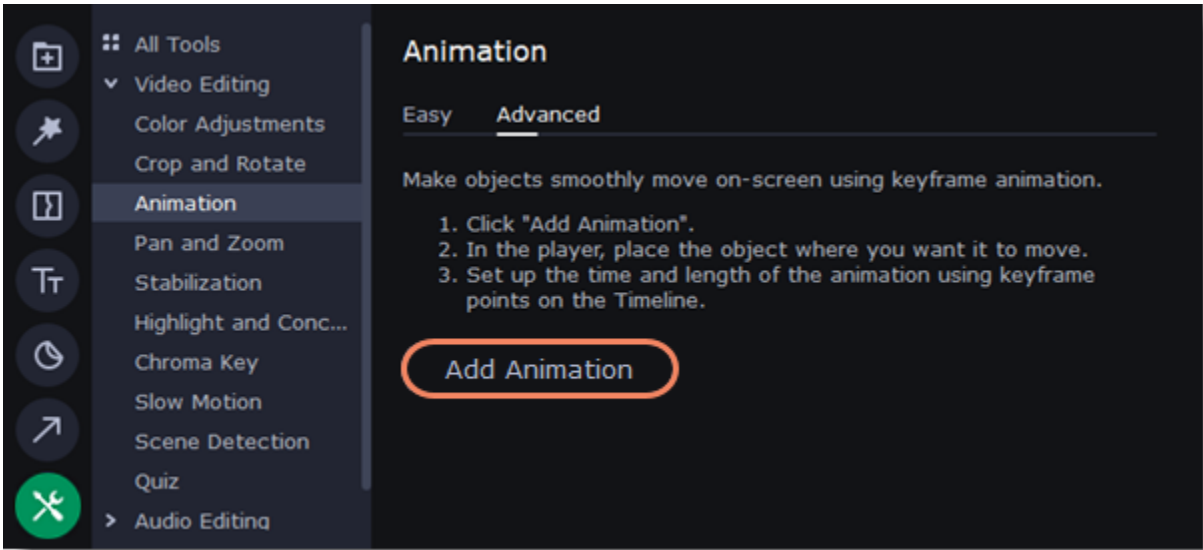 All Tools
Video Editing
Color Adjustments
Crop and Rotate
Animation
Pan and Zoom
Stabilization
Highlight and Conc...
Chroma Key
Slow Motion
Scene Detection
Quiz
Audio Editing
Animation
Easy Advanced
Make objects smoothly move on-screen using keyframe animation.
1. Click "Add Animation".
2. In the player, place the object where you want it to move.
3. Set up the time and length of the animation using keyframe
points on the Timeline.
Add Animation